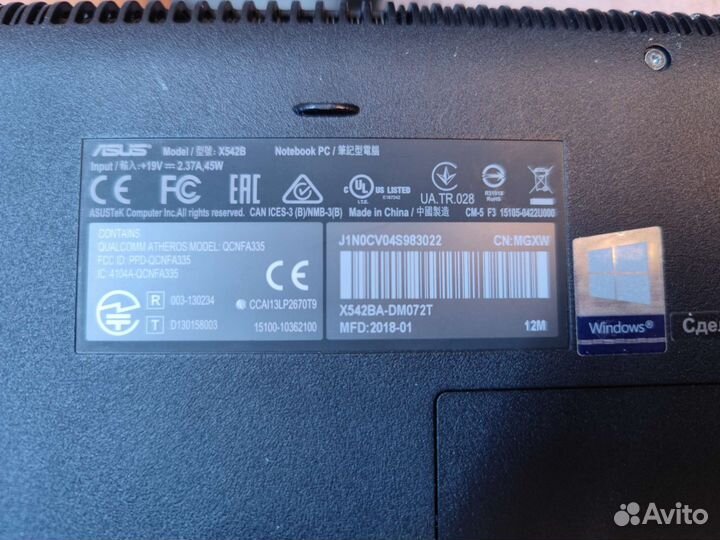 ASUS Model / 型號: X542B Notebook PC / 筆記型電腦
Input / 輸入: +19V⎓2.37A,45W
CE FC EAC c UL US LISTED UA.TR.028 R31018 RoHS
E187242
ASUSTeK Computer Inc.All rights reserved. CAN ICES-3 (B)/NMB-3(B) Made in China / 中國製造 CM-5 F3 15105-0422U000
CONTAINS
QUALCOMM ATHEROS MODEL: QCNFA335
FCC ID: PPD-QCNFA335
IC: 4104A-QCNFA335
CE
R 003-130234 CCAI13LP2670T9
T D130158003 15100-10362100
J1N0CV04S983022 CN:MGXW
X542BA-DM072T
MFD:2018-01 12M
Windows®
Сде
Avito